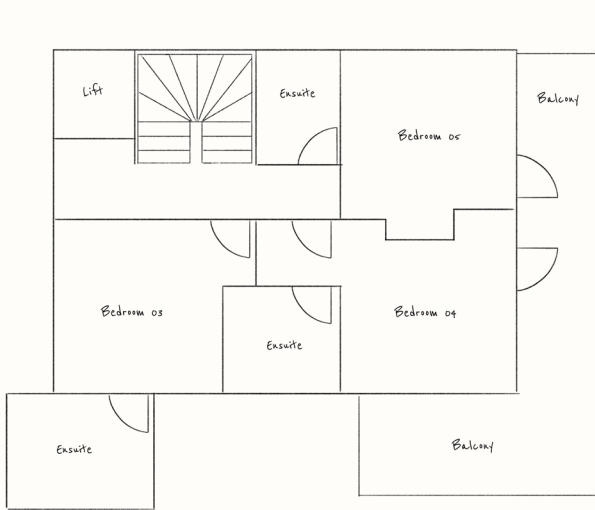 Lift
Ensuite
Balcony
Bedroom 05
Bedroom 03
Bedroom 04
Ensuite
Ensuite
Balcony